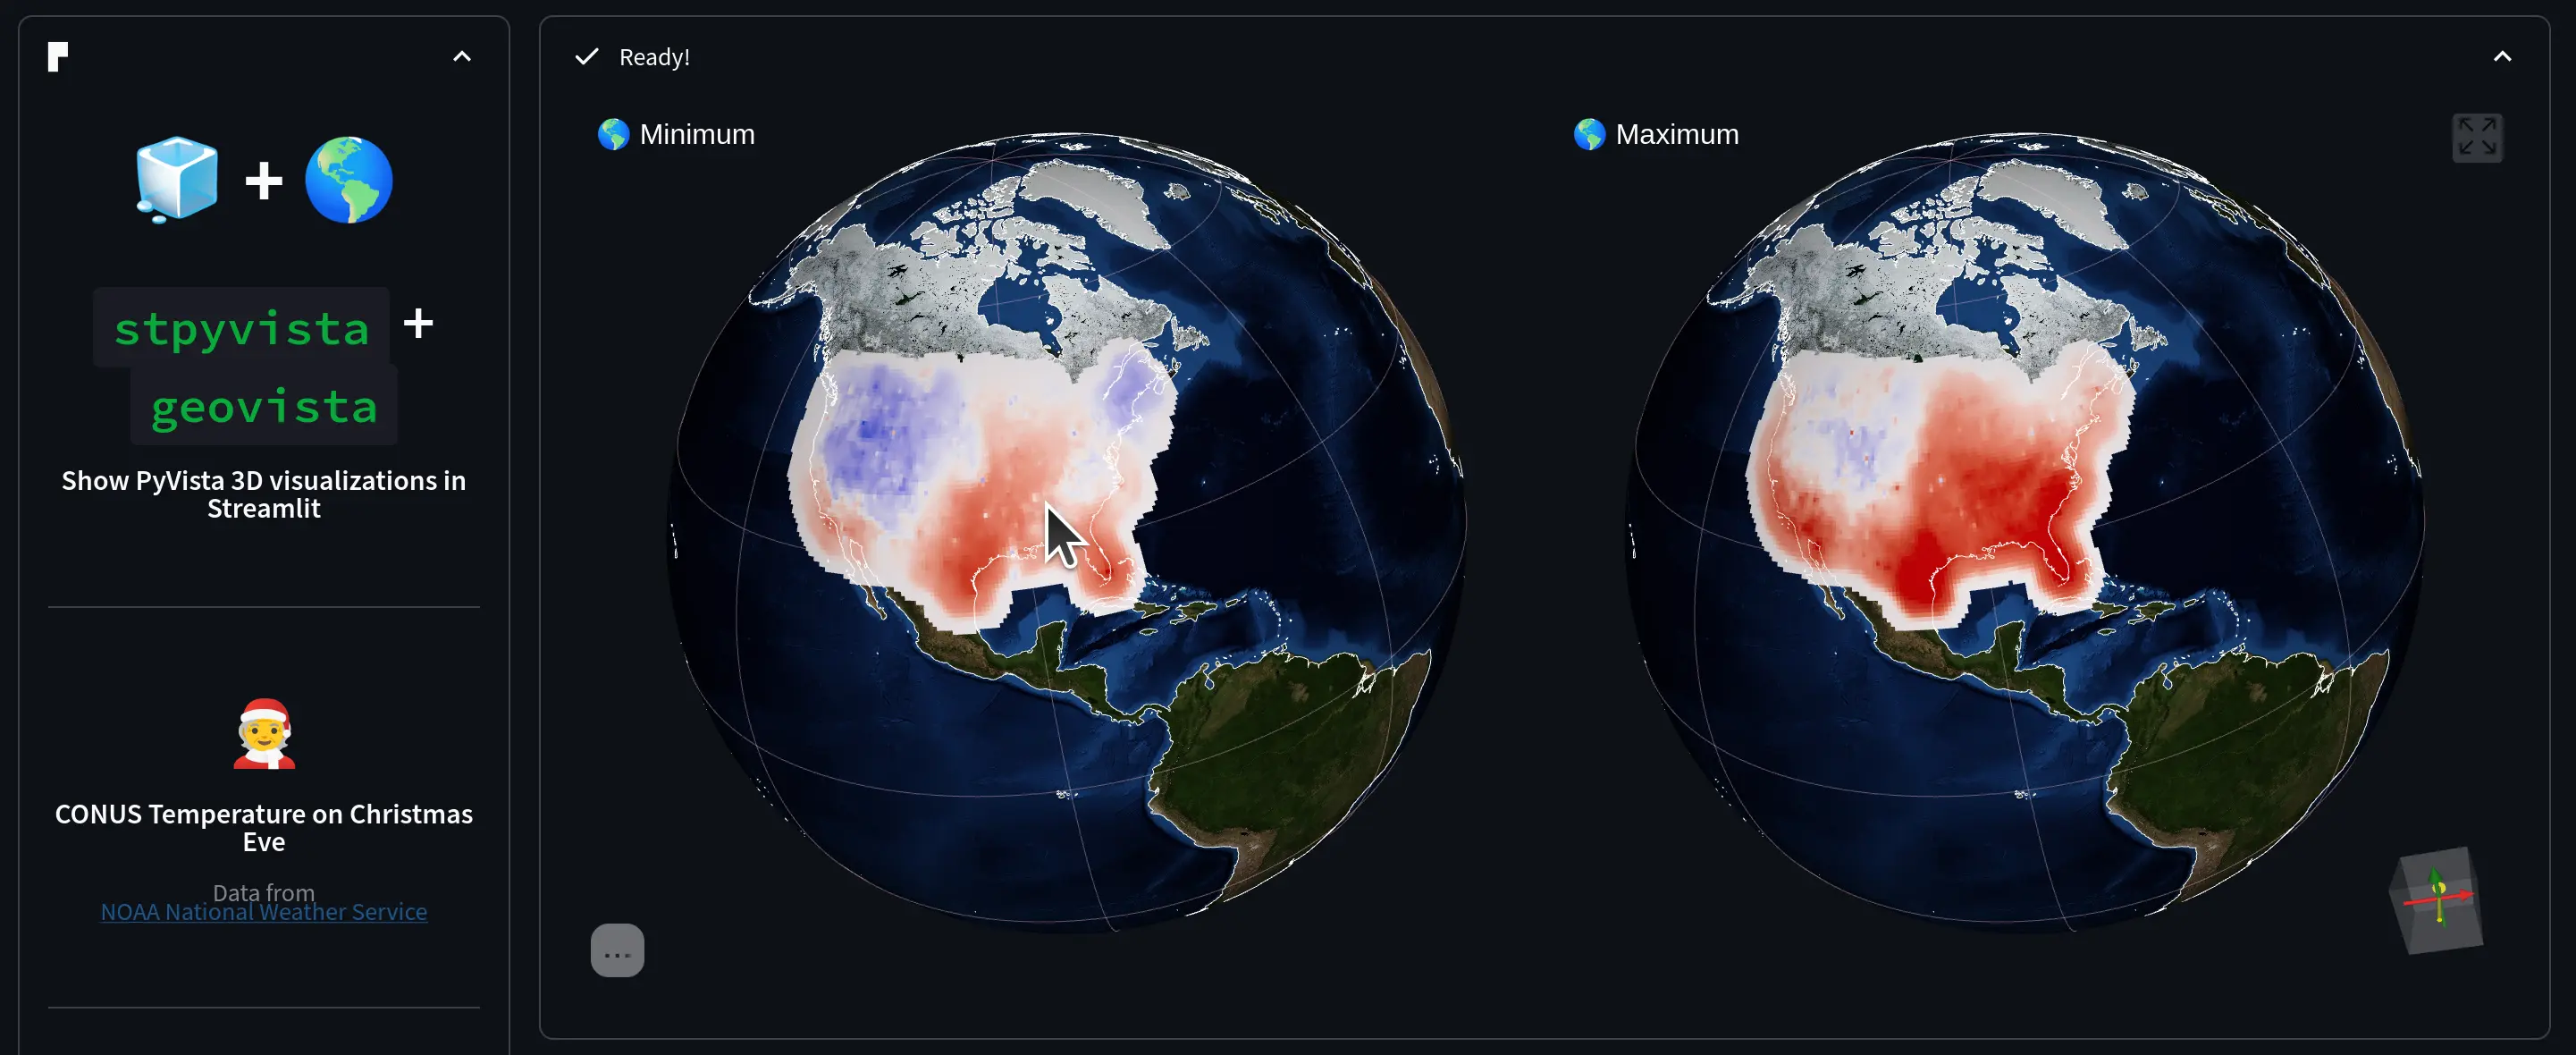 stpyvista +
geovista
Show PyVista 3D visualizations in
Streamlit
CONUS Temperature on Christmas
Eve
Data from
NOAA National Weather Service
Ready!
Minimum
Maximum
...